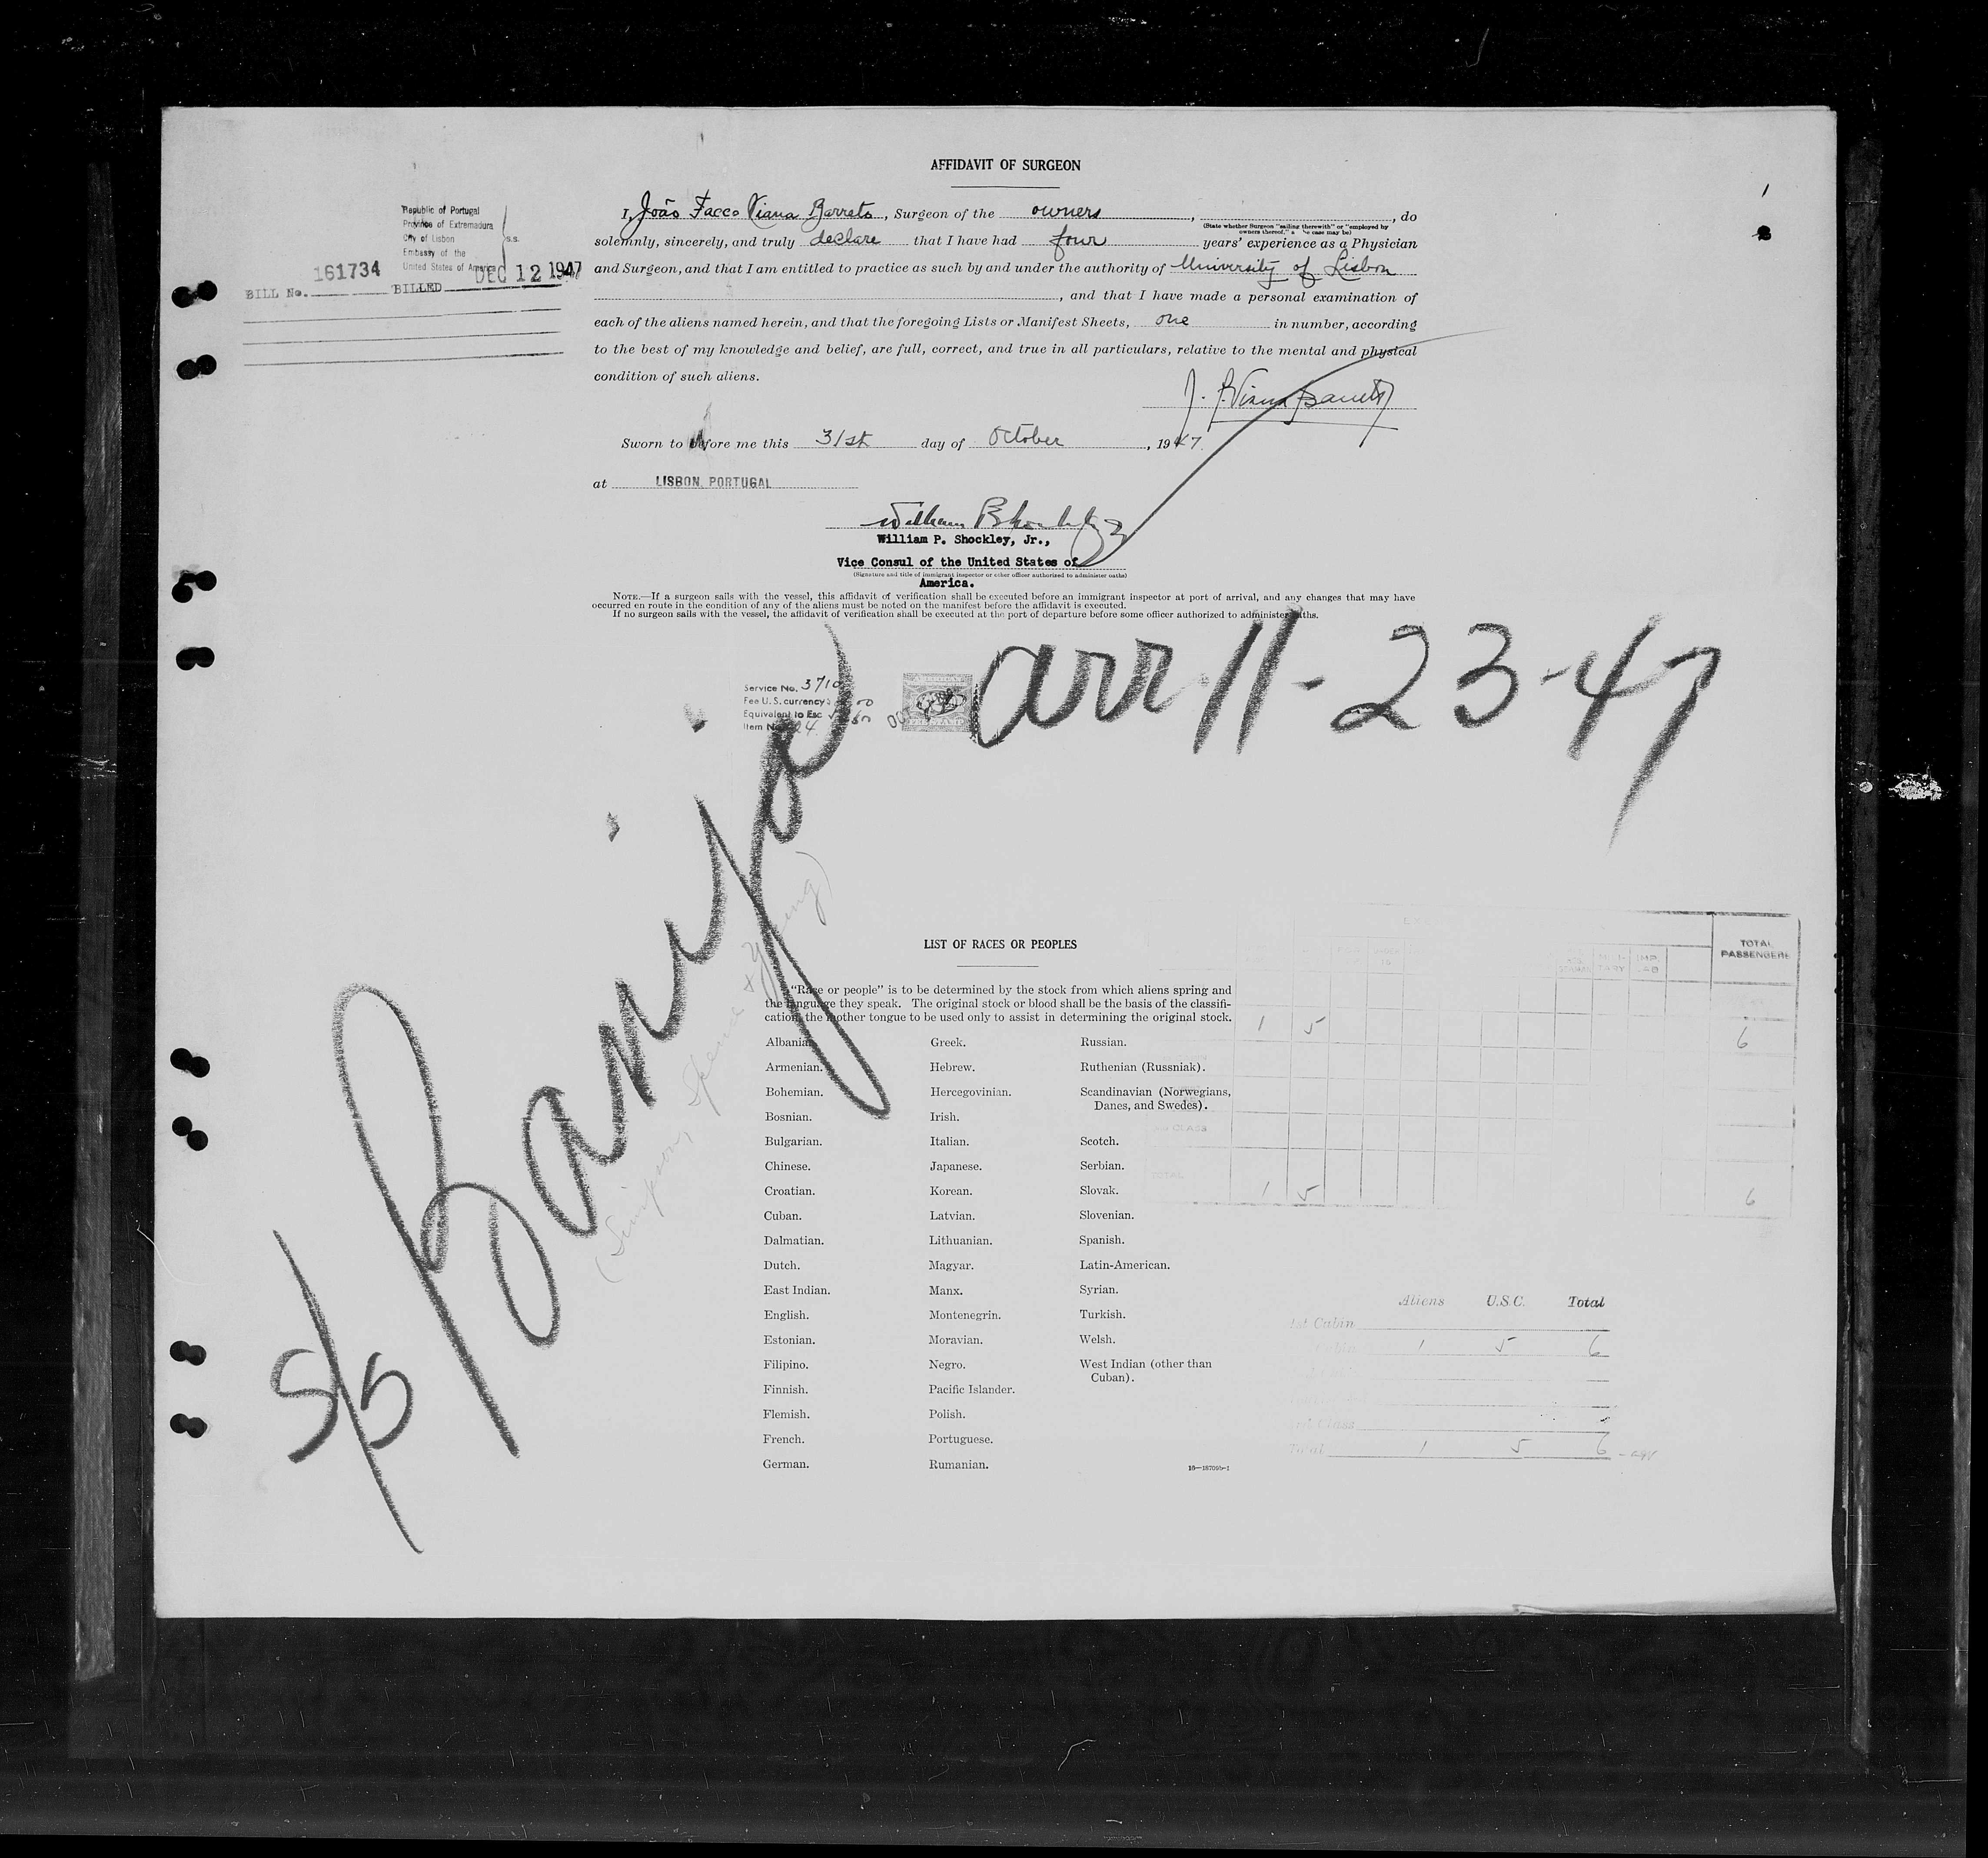 AFFIDAVIT OF SURGEON
Republic of Portugal
Province of Extremadura
City of Lisbon
Embassy of the
United States of America
s.s.
161734 DEC 12 1947
BILL No. BILLED
I, João Facco Viana Barreto, Surgeon of the owners, , do
(State whether Surgeon "sailing therewith" or "employed by
owners thereof," as case may be)
solemnly, sincerely, and truly declare that I have had four years' experience as a Physician
and Surgeon, and that I am entitled to practice as such by and under the authority of University of Lisbon
, and that I have made a personal examination of
each of the aliens named herein, and that the foregoing Lists or Manifest Sheets, one in number, according
to the best of my knowledge and belief, are full, correct, and true in all particulars, relative to the mental and physical
condition of such aliens.
Sworn to before me this 31st day of October, 1947.
at LISBON, PORTUGAL
William P. Shockley, Jr.,
Vice Consul of the United States of
(Signature and title of immigrant inspector or other officer authorized to administer oaths)
America.
NOTE.—If a surgeon sails with the vessel, this affidavit of verification shall be executed before an immigrant inspector at port of arrival, and any changes that may have
occurred en route in the condition of any of the aliens must be noted on the manifest before the affidavit is executed.
If no surgeon sails with the vessel, the affidavit of verification shall be executed at the port of departure before some officer authorized to administer oaths.
arr 11-23-47
Service No. 3710
Fee U.S. currency
Equivalent to Esc
Item No. 24
S/S Banija
LIST OF RACES OR PEOPLES
"Race or people" is to be determined by the stock from which aliens spring and
the language they speak. The original stock or blood shall be the basis of the classifi-
cation, the mother tongue to be used only to assist in determining the original stock.
Albanian.
Armenian.
Bohemian.
Bosnian.
Bulgarian.
Chinese.
Croatian.
Cuban.
Dalmatian.
Dutch.
East Indian.
English.
Estonian.
Filipino.
Finnish.
Flemish.
French.
German.
Greek.
Hebrew.
Hercegovinian.
Irish.
Italian.
Japanese.
Korean.
Latvian.
Lithuanian.
Magyar.
Manx.
Montenegrin.
Moravian.
Negro.
Pacific Islander.
Polish.
Portuguese.
Rumanian.
Russian.
Ruthenian (Russniak).
Scandinavian (Norwegians,
Danes, and Swedes).
Scotch.
Serbian.
Slovak.
Slovenian.
Spanish.
Latin-American.
Syrian.
Turkish.
Welsh.
West Indian (other than
Cuban).
16—18709b-1
TOTAL
PASSENGERS
1 5 6
TOTAL 1 5 6
Aliens U.S.C. Total
1st Cabin
1 5 6
3rd Class
Total 1 5 6